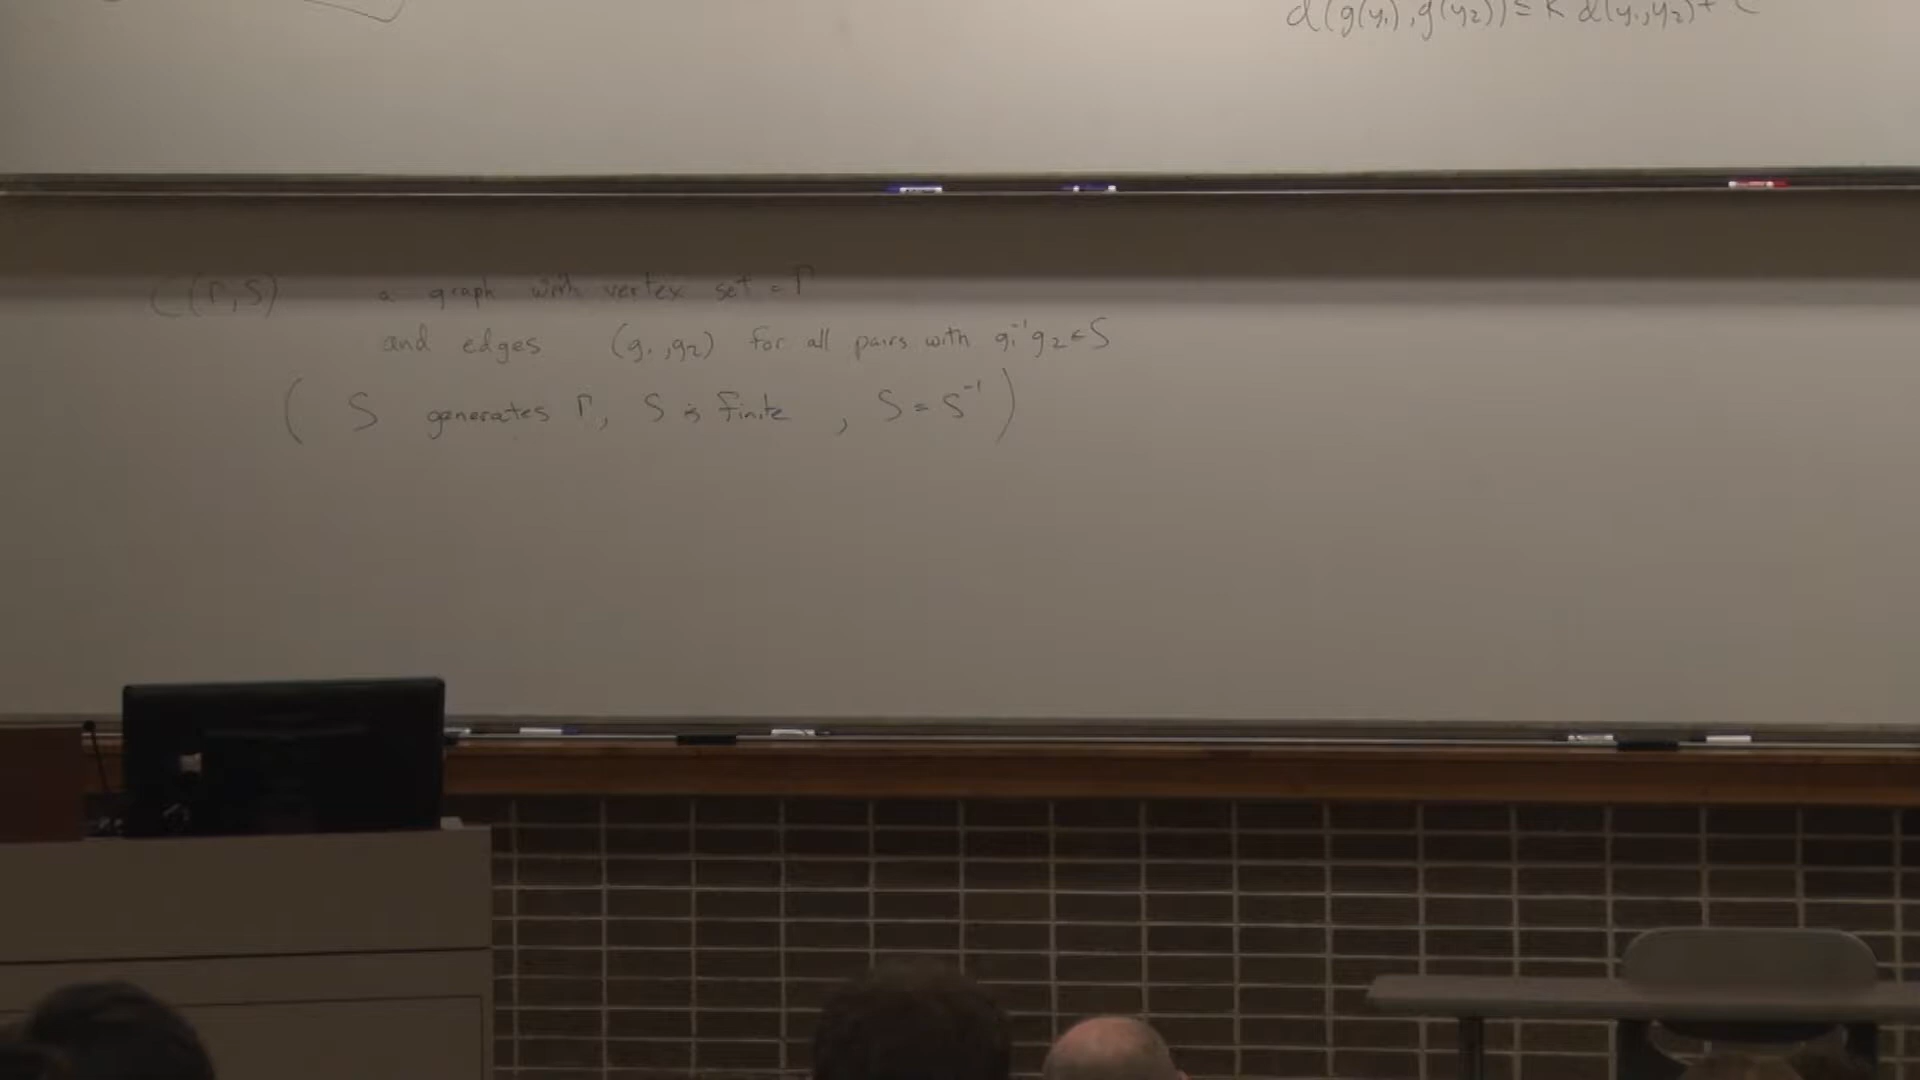 d(g(y₁),g(y₂)) ≤ K d(y₁,y₂)+ C
C(Γ,S) a graph with vertex set = Γ
and edges (g₁,g₂) for all pairs with g₁⁻¹g₂∈S
( S generates Γ, S is finite , S = S⁻¹ )